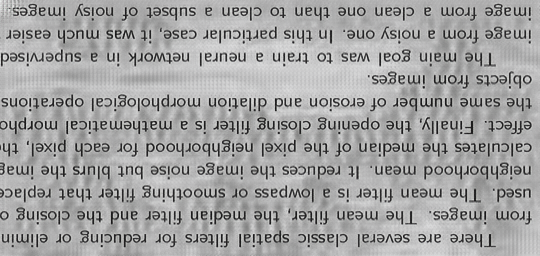 There are several classic spatial filters for reducing or elimin
from images. The mean filter, the median filter and the closing o
used. The mean filter is a lowpass or smoothing filter that replace
neighborhood mean. It reduces the image noise but blurs the imag
calculates the median of the pixel neighborhood for each pixel, th
effect. Finally, the opening closing filter is a mathematical morpho
the same number of erosion and dilation morphological operations
objects from images.
The main goal was to train a neural network in a supervised
image from a noisy one. In this particular case, it was much easier
image from a clean one than to clean a subset of noisy images.